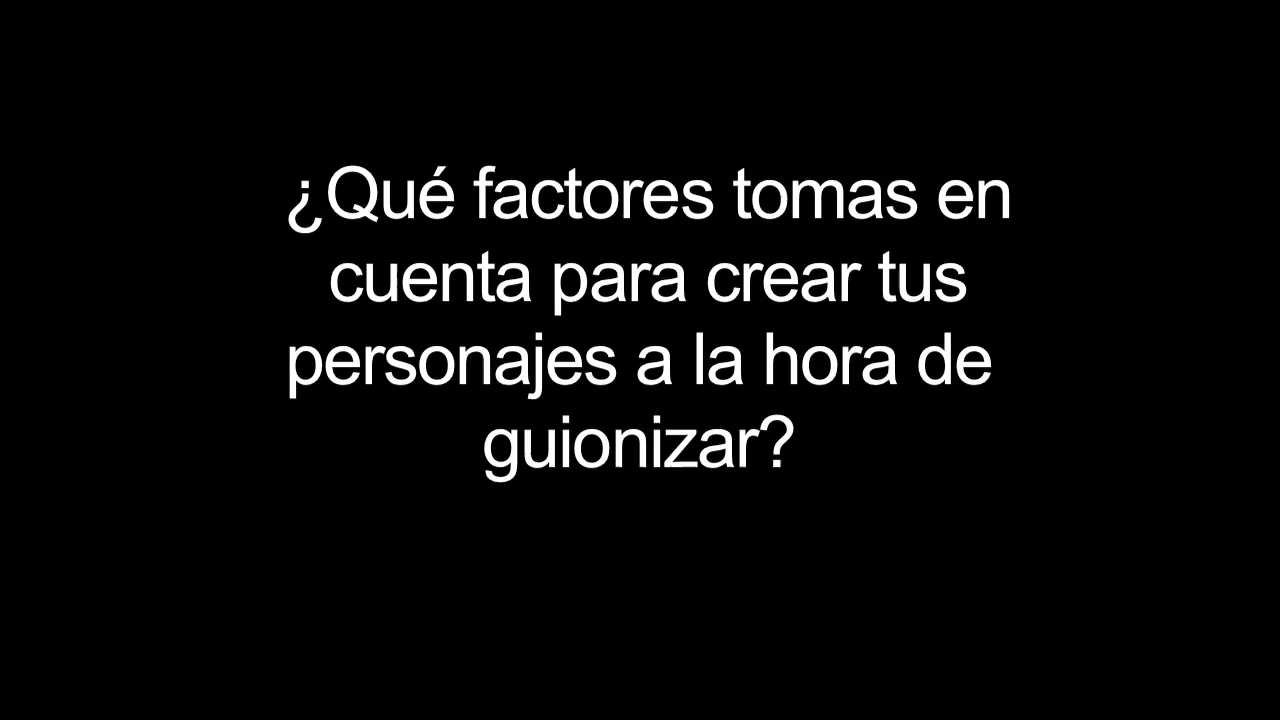 ¿Qué factores tomas en
cuenta para crear tus
personajes a la hora de
guionizar?